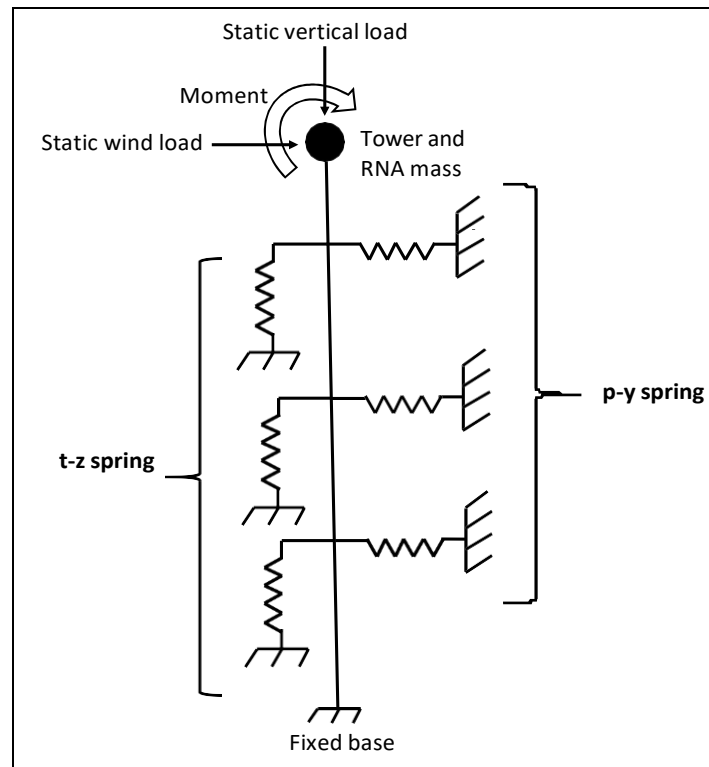 Static vertical load
Moment
Static wind load
Tower and
RNA mass
p-y spring
t-z spring
Fixed base